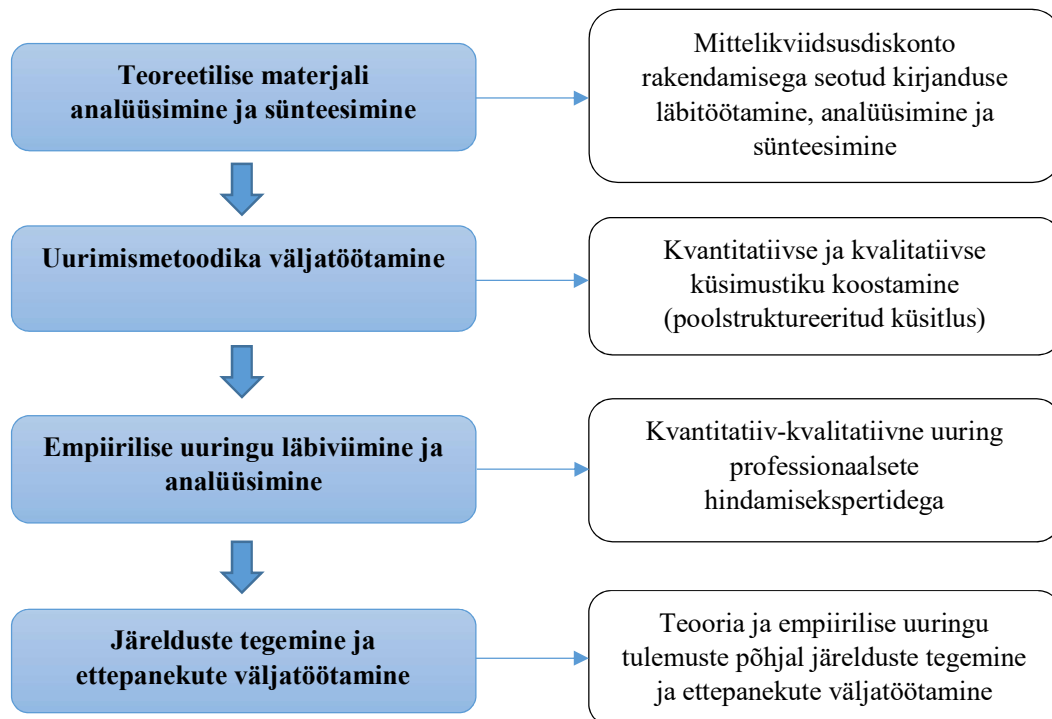 Teoreetilise materjali
analüüsimine ja sünteesimine
Mittelikviidsusdiskonto
rakendamisega seotud kirjanduse
läbitöötamine, analüüsimine ja
sünteesimine
Uurimismetoodika väljatöötamine
Kvantitatiivse ja kvalitatiivse
küsimustiku koostamine
(poolstruktureeritud küsitlus)
Empiirilise uuringu läbiviimine ja
analüüsimine
Kvantitatiiv-kvalitatiivne uuring
professionaalsete
hindamisekspertidega
Järelduste tegemine ja
ettepanekute väljatöötamine
Teooria ja empiirilise uuringu
tulemuste põhjal järelduste tegemine
ja ettepanekute väljatöötamine